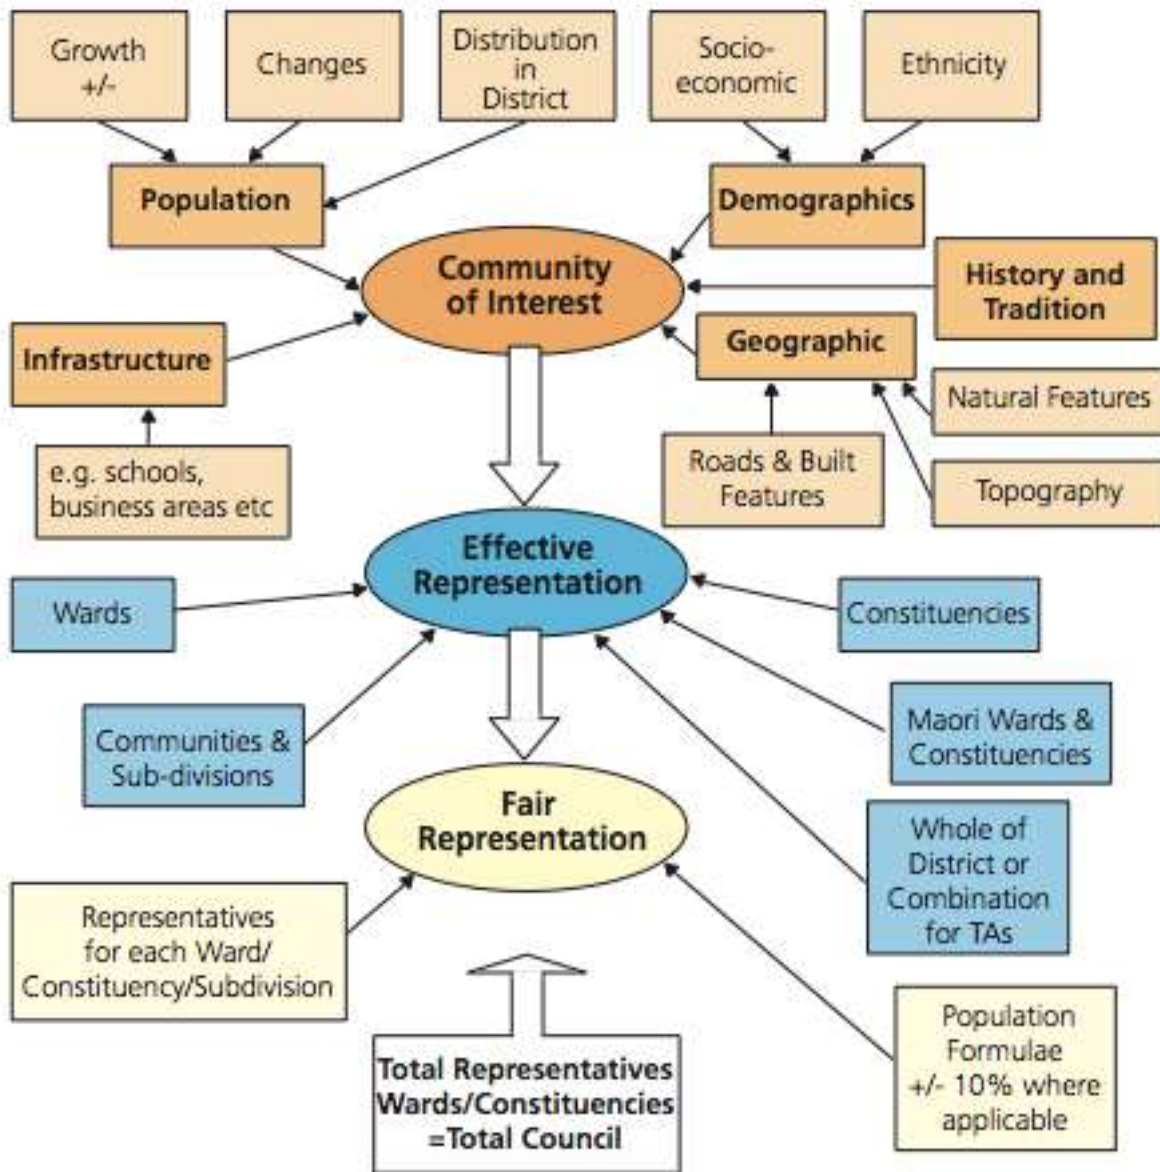 Growth
+/-
Changes
Distribution
in
District
Socio-
economic
Ethnicity
Population
Demographics
Community
of Interest
History and
Tradition
Infrastructure
Geographic
Natural Features
e.g. schools,
business areas etc
Roads & Built
Features
Topography
Effective
Representation
Wards
Constituencies
Communities &
Sub-divisions
Maori Wards &
Constituencies
Fair
Representation
Whole of
District or
Combination
for TAs
Representatives
for each Ward/
Constituency/Subdivision
Population
Formulae
+/- 10% where
applicable
Total Representatives
Wards/Constituencies
=Total Council